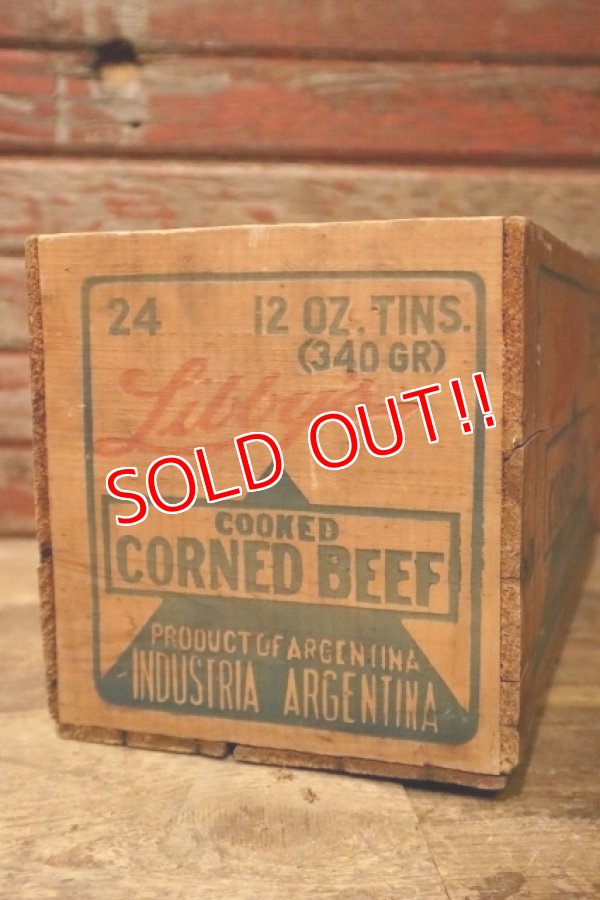 24 12 OZ. TINS.
(340 GR)
Libby's
SOLD OUT!!
COOKED
CORNED BEEF
PRODUCT OF ARGENTINA
INDUSTRIA ARGENTINA